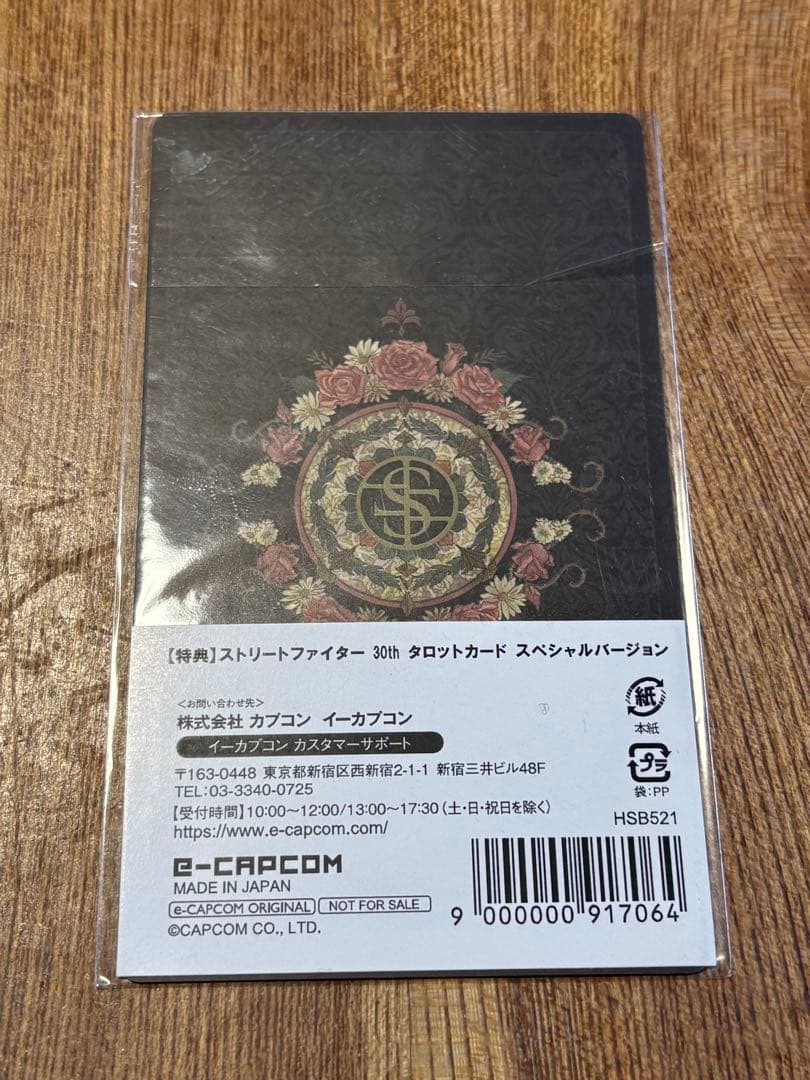 【特典】ストリートファイター 30th タロットカード スペシャルバージョン
<お問い合わせ先>
株式会社 カプコン イーカプコン
イーカプコン カスタマーサポート
〒163-0448 東京都新宿区西新宿2-1-1 新宿三井ビル48F
TEL:03-3340-0725
【受付時間】10:00~12:00/13:00~17:30(土・日・祝日を除く)
https://www.e-capcom.com/
e-CAPCOM
MADE IN JAPAN
e-CAPCOM ORIGINAL NOT FOR SALE
©CAPCOM CO., LTD.
紙
本紙
プラ
袋:PP
HSB521
9 000000 917064